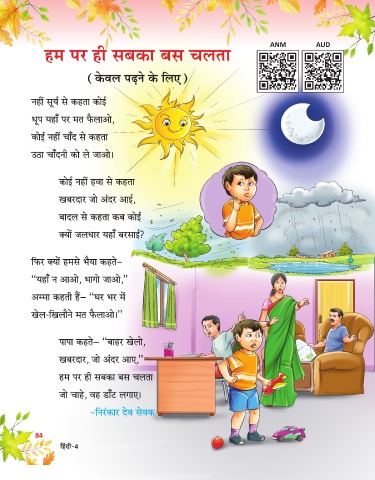 हम पर ही सबका बस चलता
( केवल पढ़ने के लिए )
ANM AUD
नहीं सूर्य से कहता कोई
धूप यहाँ पर मत फैलाओ,
कोई नहीं चाँद से कहता
उठा चाँदनी को ले जाओ।
कोई नहीं हवा से कहता
खबरदार जो अंदर आई,
बादल से कहता कब कोई
क्यों जलधार यहाँ बरसाई?
फिर क्यों हमसे भैया कहते–
“यहाँ न आओ, भागो जाओ,”
अम्मा कहती हैं– “घर भर में
खेल-खिलौने मत फैलाओ।”
पापा कहते– “बाहर खेलो,
खबरदार, जो अंदर आए,”
हम पर ही सबका बस चलता
जो चाहे, वह डाँट लगाए।
-निरंकार देव सेवक
84
हिंदी-4